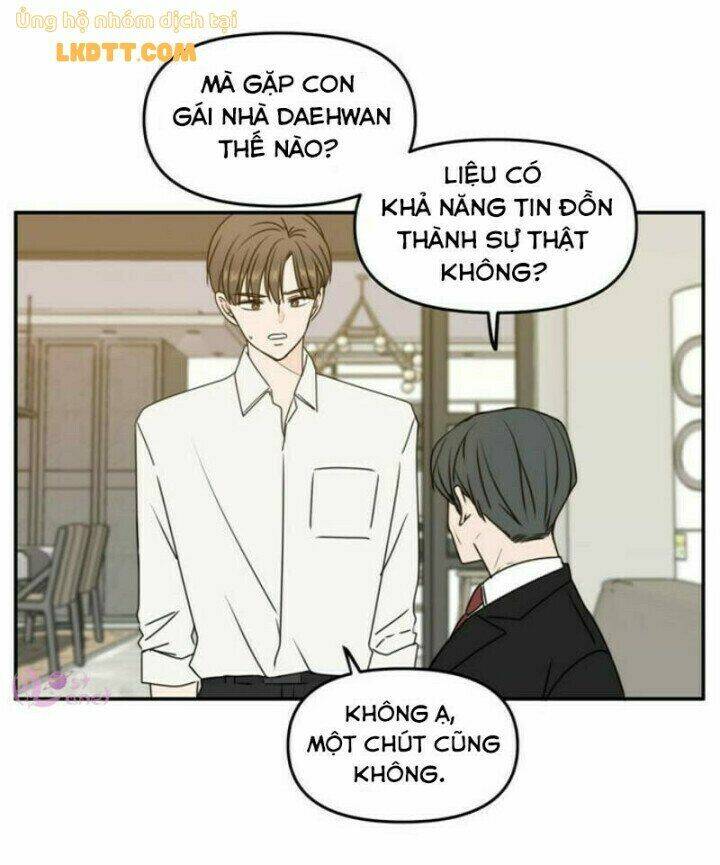 Ủng hộ nhóm dịch tại
LKDTT.COM
MÀ GẶP CON
GÁI NHÀ DAEHWAN
THẾ NÀO?
LIỆU CÓ
KHẢ NĂNG TIN ĐỒN
THÀNH SỰ THẬT
KHÔNG?
KHÔNG Ạ,
MỘT CHÚT CŨNG
KHÔNG.